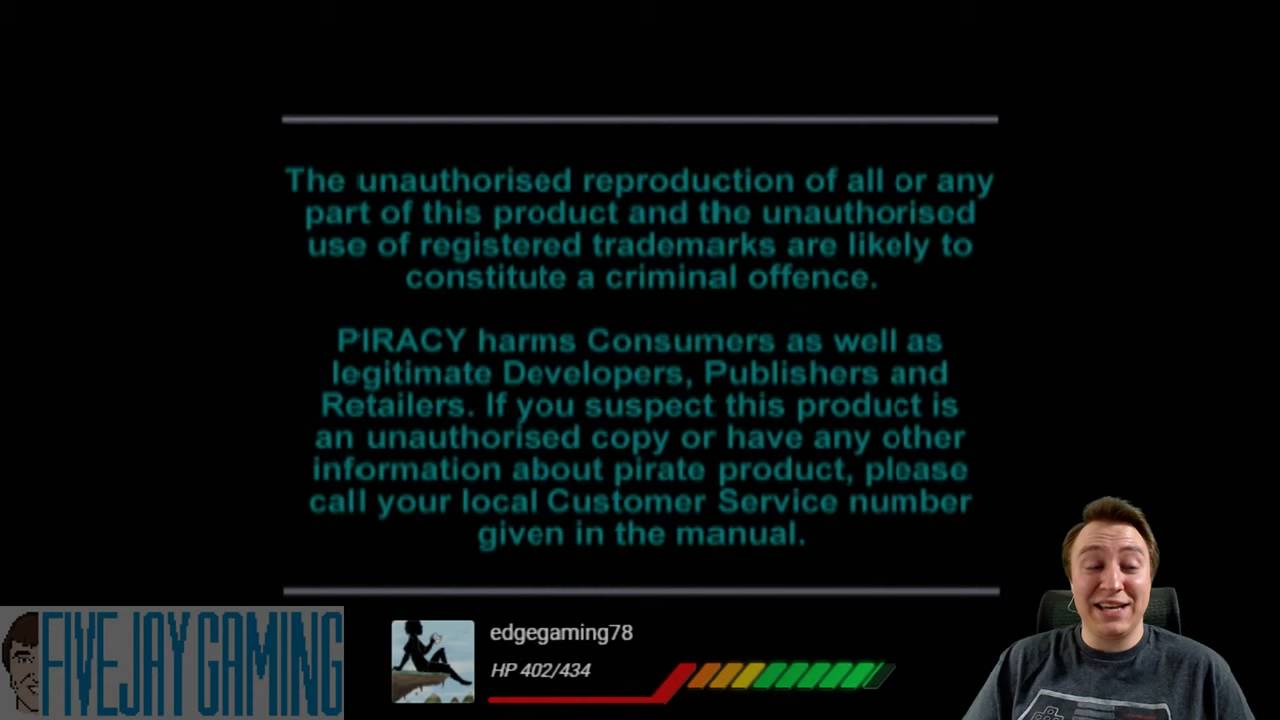 The unauthorised reproduction of all or any
part of this product and the unauthorised
use of registered trademarks are likely to
constitute a criminal offence.
PIRACY harms Consumers as well as
legitimate Developers, Publishers and
Retailers. If you suspect this product is
an unauthorised copy or have any other
information about pirate product, please
call your local Customer Service number
given in the manual.
FIVEJAY GAMING
edgegaming78
HP 402/434